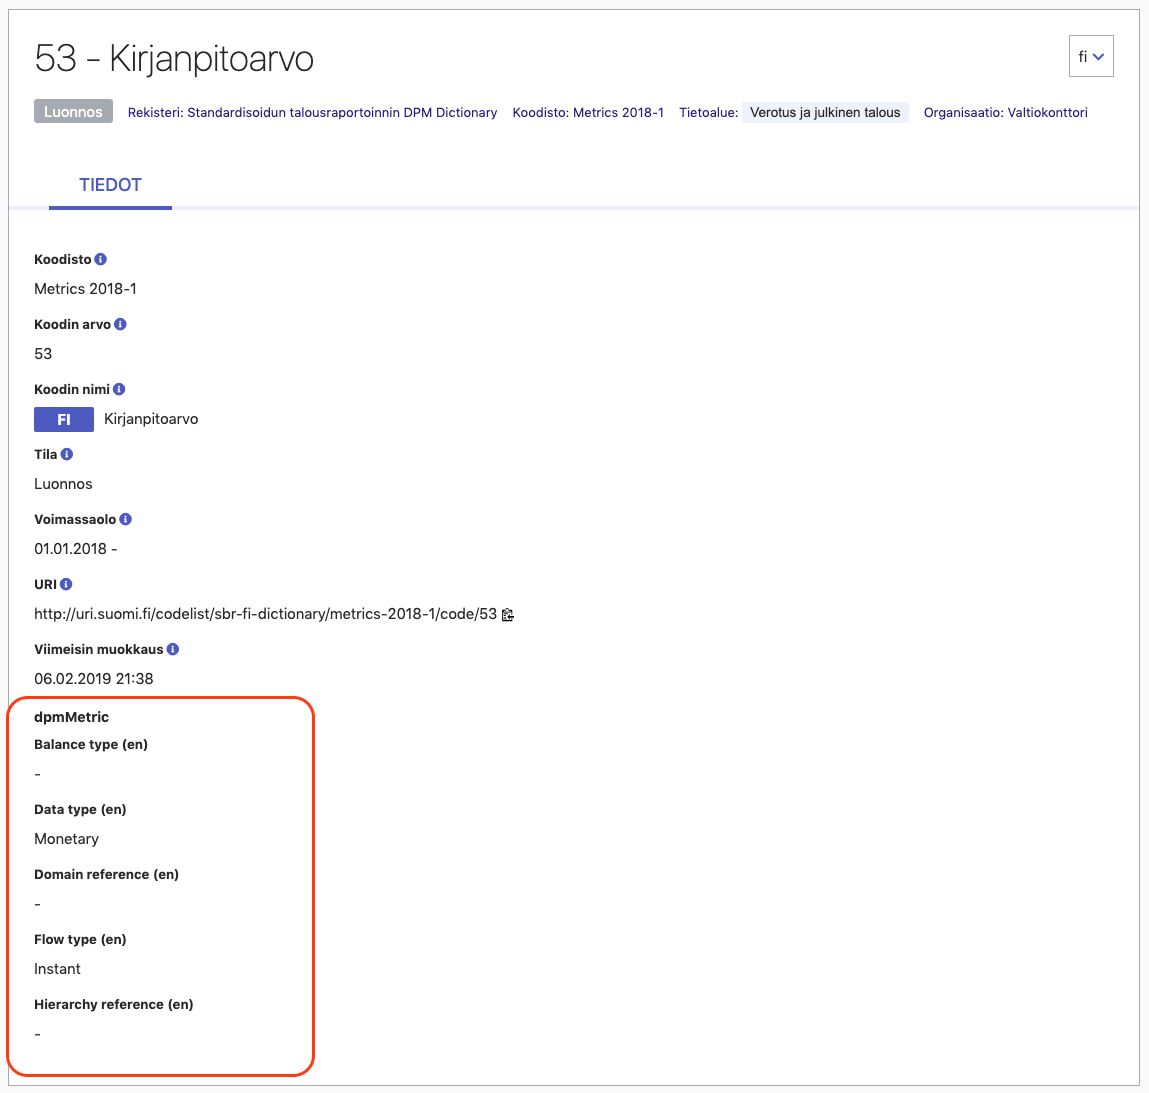 53 - Kirjanpitoarvo
fi
Luonnos Rekisteri: Standardisoidun talousraportoinnin DPM Dictionary Koodisto: Metrics 2018-1 Tietoalue: Verotus ja julkinen talous Organisaatio: Valtiokonttori
TIEDOT
Koodisto
Metrics 2018-1
Koodin arvo
53
Koodin nimi
FI Kirjanpitoarvo
Tila
Luonnos
Voimassaolo
01.01.2018 -
URI
http://uri.suomi.fi/codelist/sbr-fi-dictionary/metrics-2018-1/code/53
Viimeisin muokkaus
06.02.2019 21:38
dpmMetric
Balance type (en)
-
Data type (en)
Monetary
Domain reference (en)
-
Flow type (en)
Instant
Hierarchy reference (en)
-